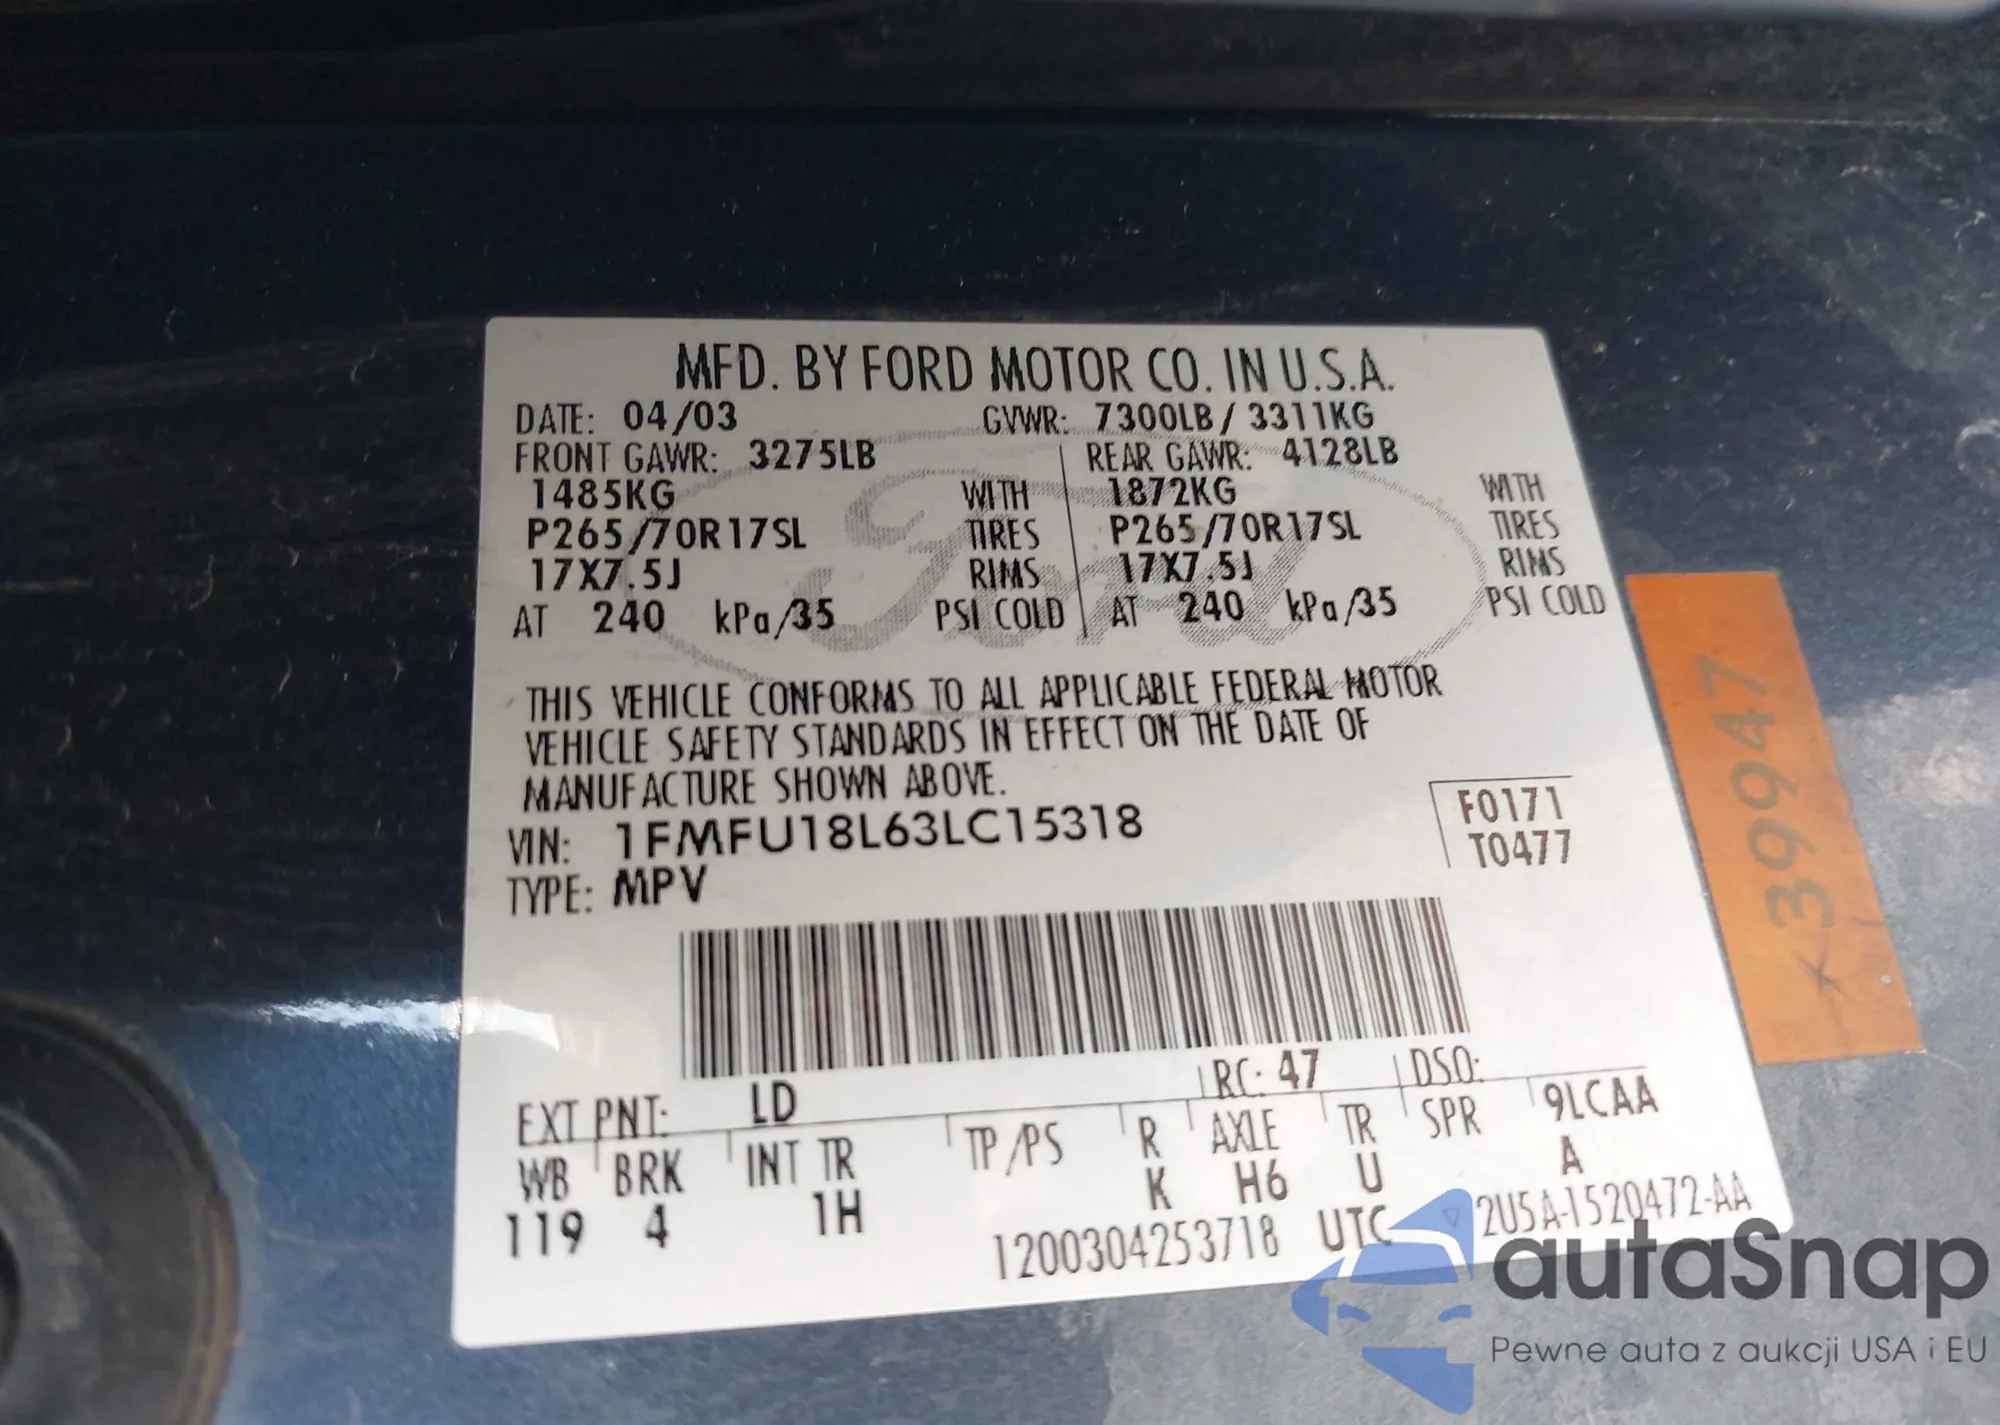 MFD. BY FORD MOTOR CO. IN U.S.A.
DATE: 04/03 GVWR: 7300LB / 3311KG
FRONT GAWR: 3275LB REAR GAWR: 4128LB
1485KG WITH 1872KG WITH
P265/70R17SL TIRES P265/70R17SL TIRES
17X7.5J RIMS 17X7.5J RIMS
AT 240 kPa/35 PSI COLD AT 240 kPa/35 PSI COLD
Ford
THIS VEHICLE CONFORMS TO ALL APPLICABLE FEDERAL MOTOR
VEHICLE SAFETY STANDARDS IN EFFECT ON THE DATE OF
MANUFACTURE SHOWN ABOVE.
VIN: 1FMFU18L63LC15318
TYPE: MPV
F0171
T0477
39947
EXT PNT: LD RC: 47 DSO:
WB BRK INT TR TP/PS R AXLE TR SPR 9LCAA
119 4 1H K H6 U A
1200304253718 UTC 2U5A-1520472-AA
autaSnap
Pewne auta z aukcji USA i EU